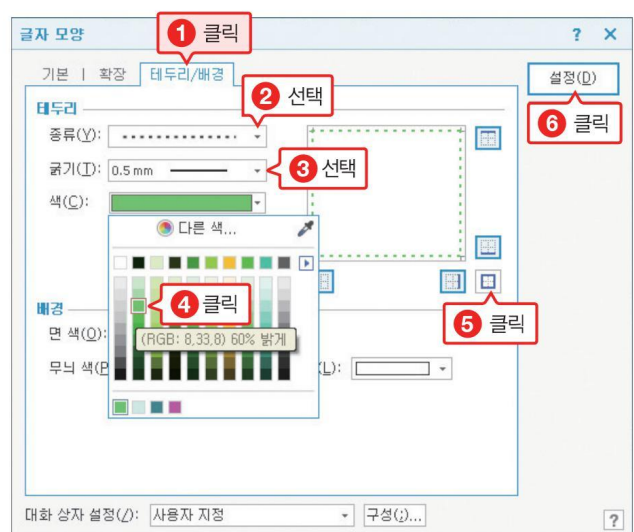 글자 모양 ? ×
1 클릭
기본 | 확장 테두리/배경
설정(D)
6 클릭
테두리
2 선택
종류(Y):
굵기(T): 0.5 mm
3 선택
색(C):
다른 색...
4 클릭
5 클릭
배경
면 색(O):
(RGB: 8,33,8) 60% 밝게
무늬 색(P
(L):
대화 상자 설정(/): 사용자 지정 구성(;)...
?